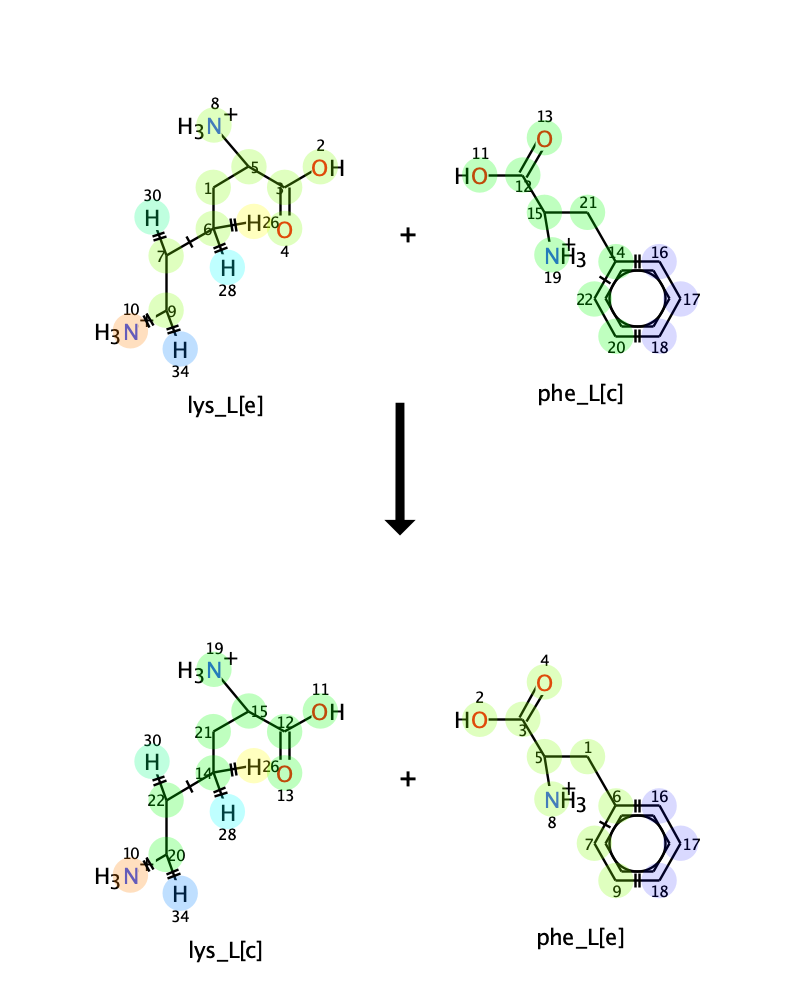 8
H3N+
13
O
2
OH
11
HO
5
3
12
1
21
15
30
H
H26
O
6
4
NH3+
19
14
16
7
H
28
22
17
10
9
H3N
H
20
18
34
lys_L[e]
+
phe_L[c]
19
H3N+
4
O
11
OH
2
HO
15
12
3
21
1
5
30
H
H26
O
14
13
NH3+
8
6
16
22
H
28
7
17
10
20
H3N
H
9
18
34
lys_L[c]
+
phe_L[e]